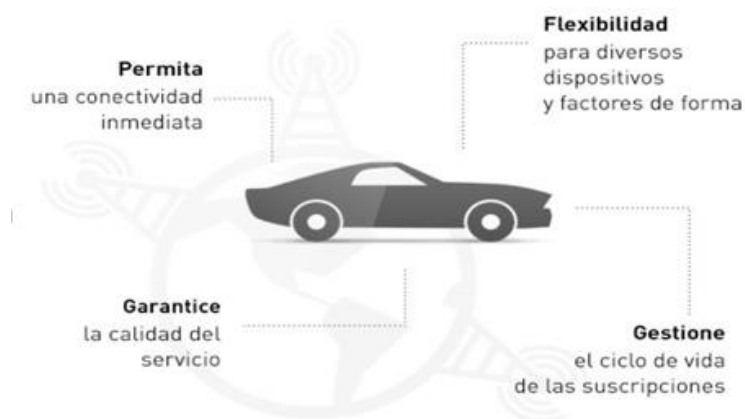 Permita
una conectividad
inmediata
Flexibilidad
para diversos
dispositivos
y factores de forma
Garantice
la calidad del
servicio
Gestione
el ciclo de vida
de las suscripciones